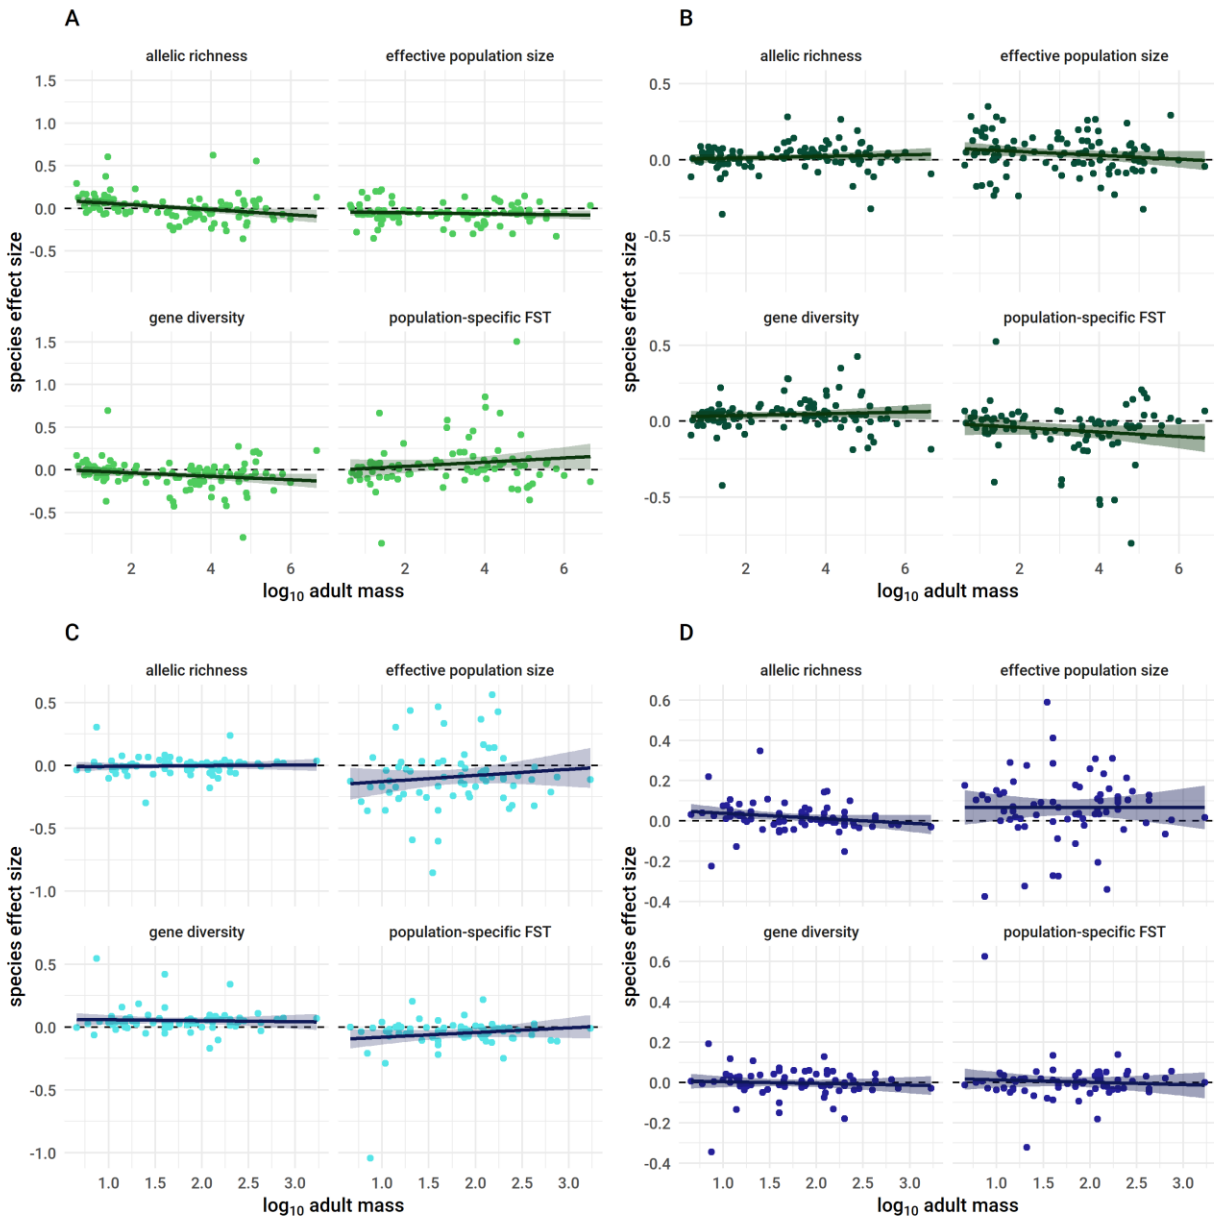 A
B
allelic richness
effective population size
allelic richness
effective population size
1.5
1.0
0.5
0.0
-0.5
0.5
0.0
-0.5
species effect size
species effect size
gene diversity
population-specific FST
gene diversity
population-specific FST
1.5
1.0
0.5
0.0
-0.5
0.5
0.0
-0.5
2 4 6 2 4 6
2 4 6 2 4 6
log₁₀ adult mass
log₁₀ adult mass
C
D
allelic richness
effective population size
allelic richness
effective population size
0.5
0.0
-0.5
-1.0
0.6
0.4
0.2
0.0
-0.2
-0.4
species effect size
species effect size
gene diversity
population-specific FST
gene diversity
population-specific FST
0.5
0.0
-0.5
-1.0
0.6
0.4
0.2
0.0
-0.2
-0.4
1.0 1.5 2.0 2.5 3.0 1.0 1.5 2.0 2.5 3.0
1.0 1.5 2.0 2.5 3.0 1.0 1.5 2.0 2.5 3.0
log₁₀ adult mass
log₁₀ adult mass